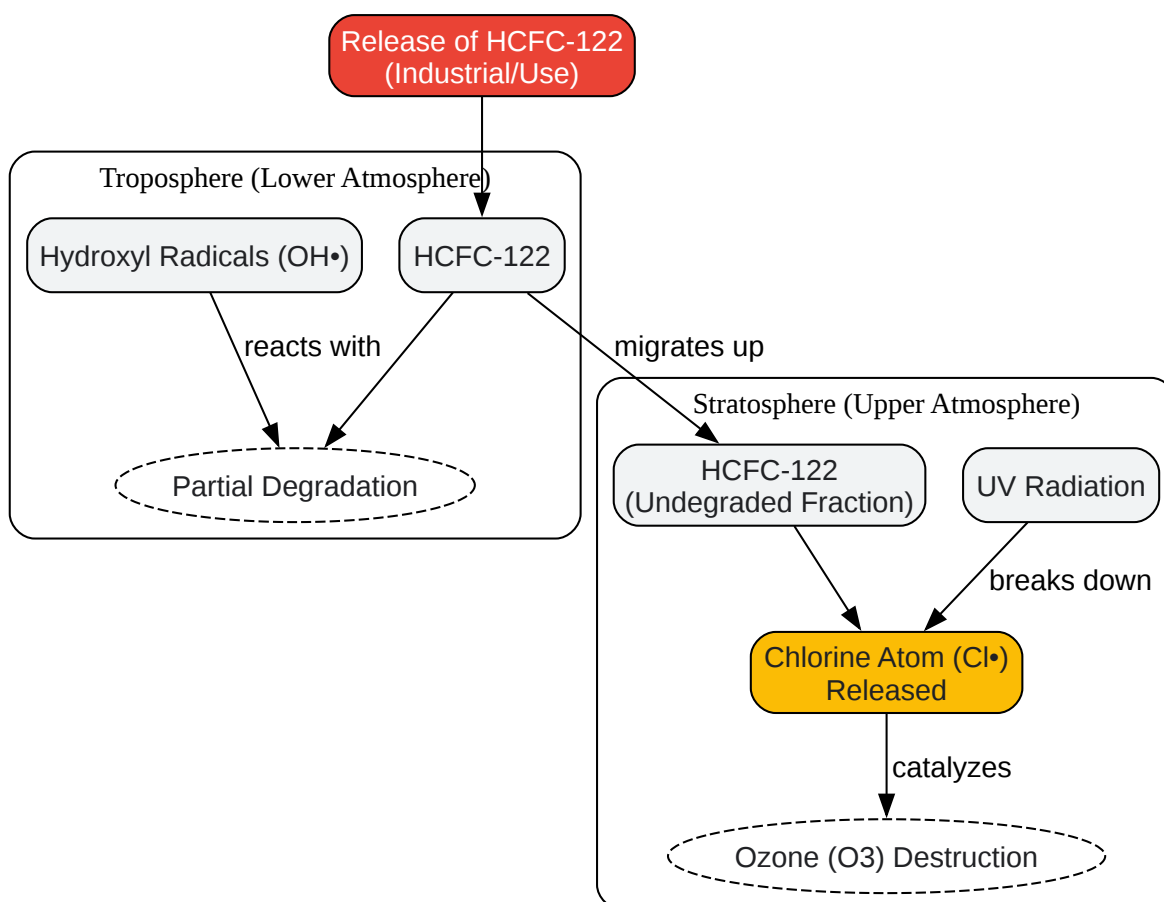 Release of HCFC-122
(Industrial/Use)
Troposphere (Lower Atmosphere)
Hydroxyl Radicals (OH•)
HCFC-122
reacts with
migrates up
Partial Degradation
Stratosphere (Upper Atmosphere)
HCFC-122
(Undegraded Fraction)
UV Radiation
breaks down
Chlorine Atom (Cl•)
Released
catalyzes
Ozone (O3) Destruction